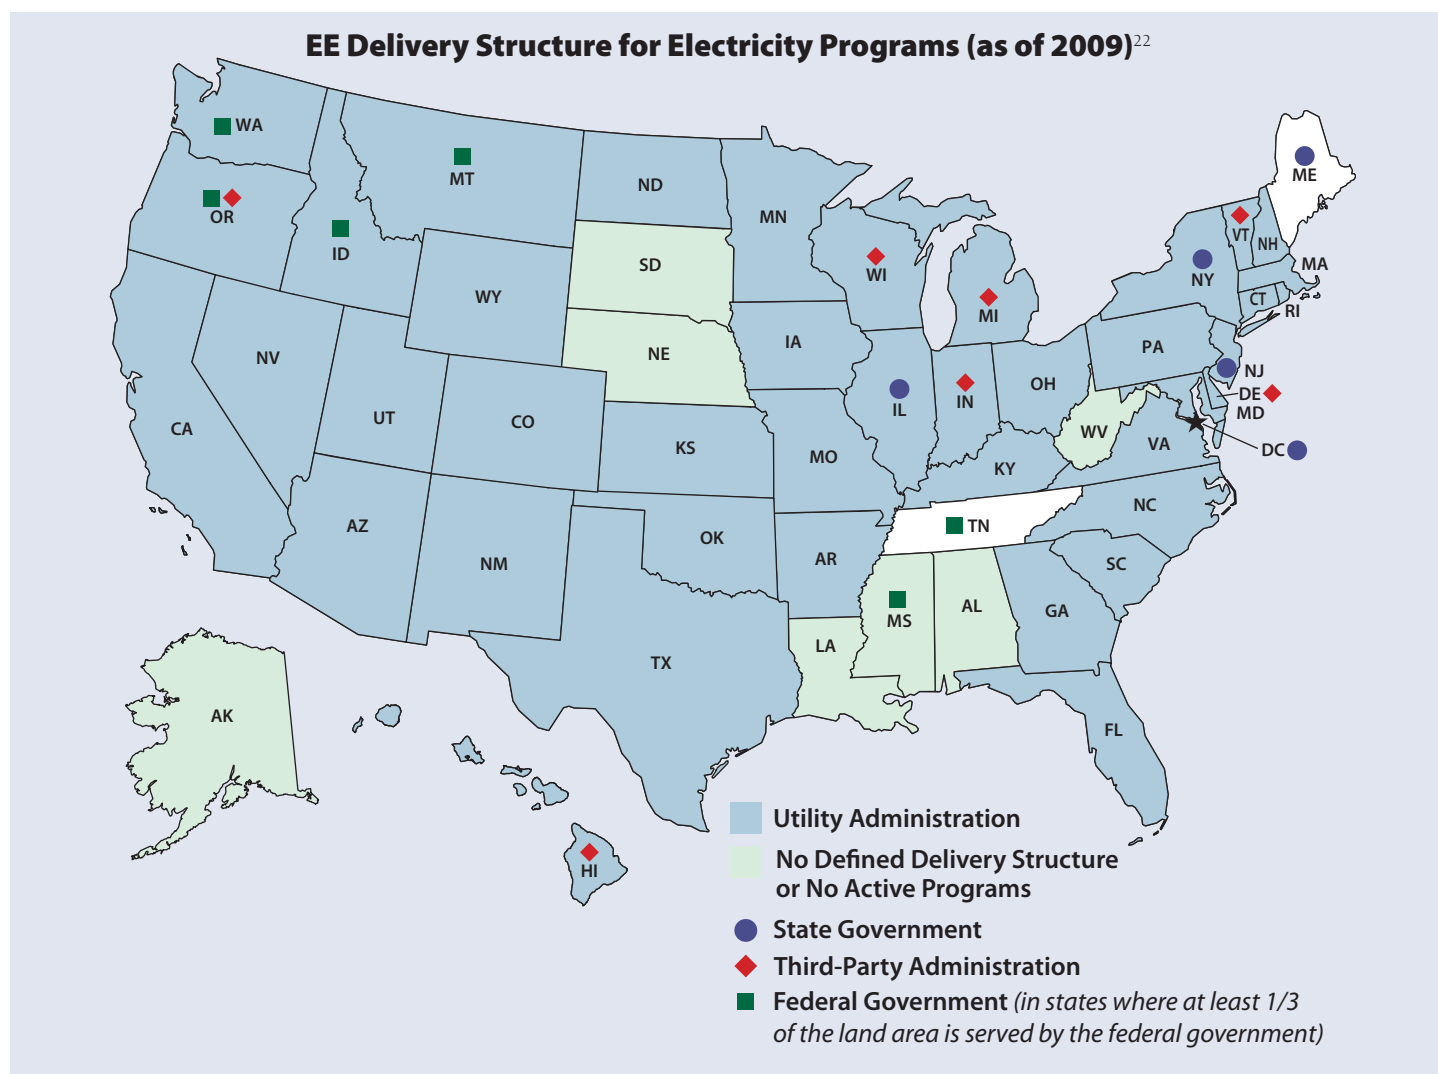 EE Delivery Structure for Electricity Programs (as of 2009)22
WA
MT
ND
MN
ME
OR
ID
SD
WI
VT
NH
MA
NY
WY
MI
CT
RI
NV
NE
IA
PA
UT
CO
IL
IN
OH
NJ
DE
MD
CA
KS
MO
WV
VA
DC
KY
AZ
NM
OK
AR
TN
NC
SC
TX
LA
MS
AL
GA
AK
FL
HI
Utility Administration
No Defined Delivery Structure
or No Active Programs
State Government
Third-Party Administration
Federal Government (in states where at least 1/3
of the land area is served by the federal government)